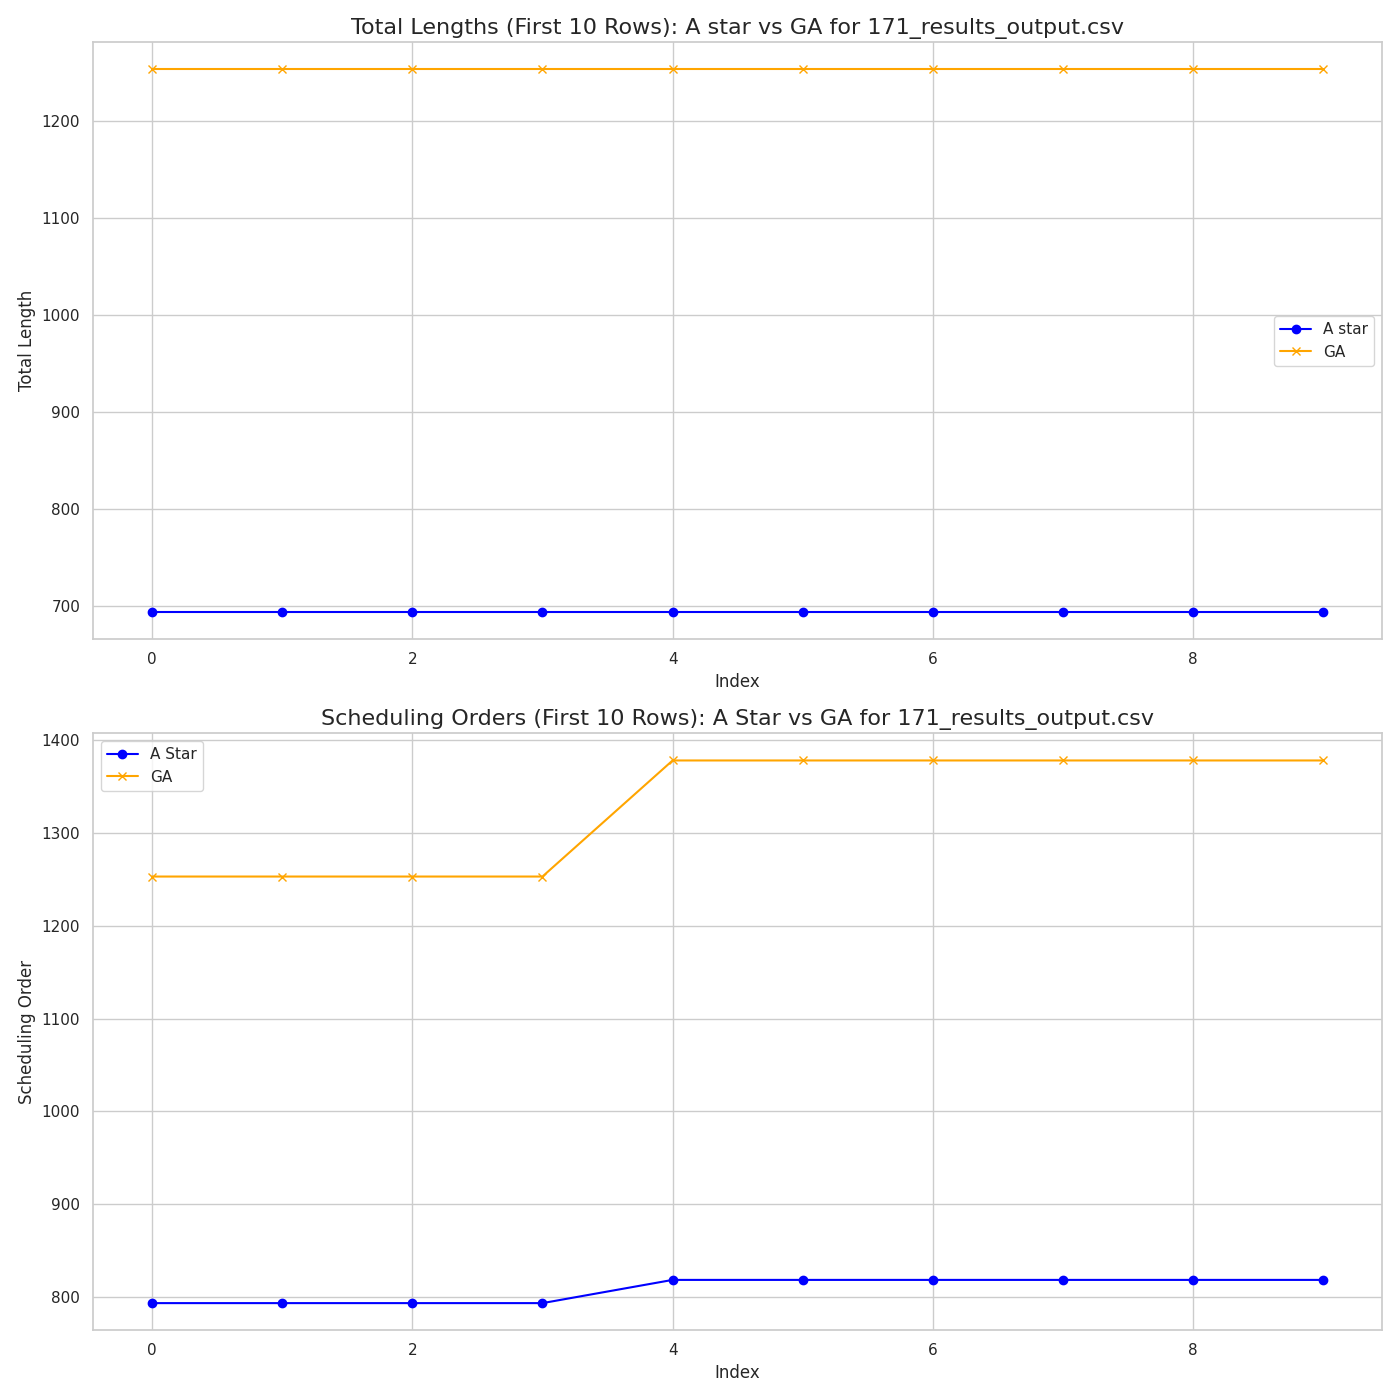 Total Lengths (First 10 Rows): A star vs GA for 171_results_output.csv
1200
1100
1000
900
800
700
Total Length
A star
GA
0 2 4 6 8
Index
Scheduling Orders (First 10 Rows): A Star vs GA for 171_results_output.csv
1400
1300
1200
1100
1000
900
800
Scheduling Order
A Star
GA
0 2 4 6 8
Index